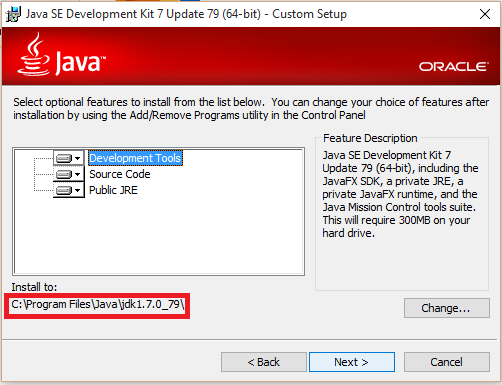 Java SE Development Kit 7 Update 79 (64-bit) - Custom Setup
Java™
ORACLE
Select optional features to install from the list below. You can change your choice of features after
installation by using the Add/Remove Programs utility in the Control Panel
Development Tools
Source Code
Public JRE
Feature Description
Java SE Development Kit 7
Update 79 (64-bit), including the
JavaFX SDK, a private JRE, a
private JavaFX runtime, and the
Java Mission Control tools suite.
This will require 300MB on your
hard drive.
Install to:
C:\Program Files\Java\jdk1.7.0_79\
Change...
< Back
Next >
Cancel